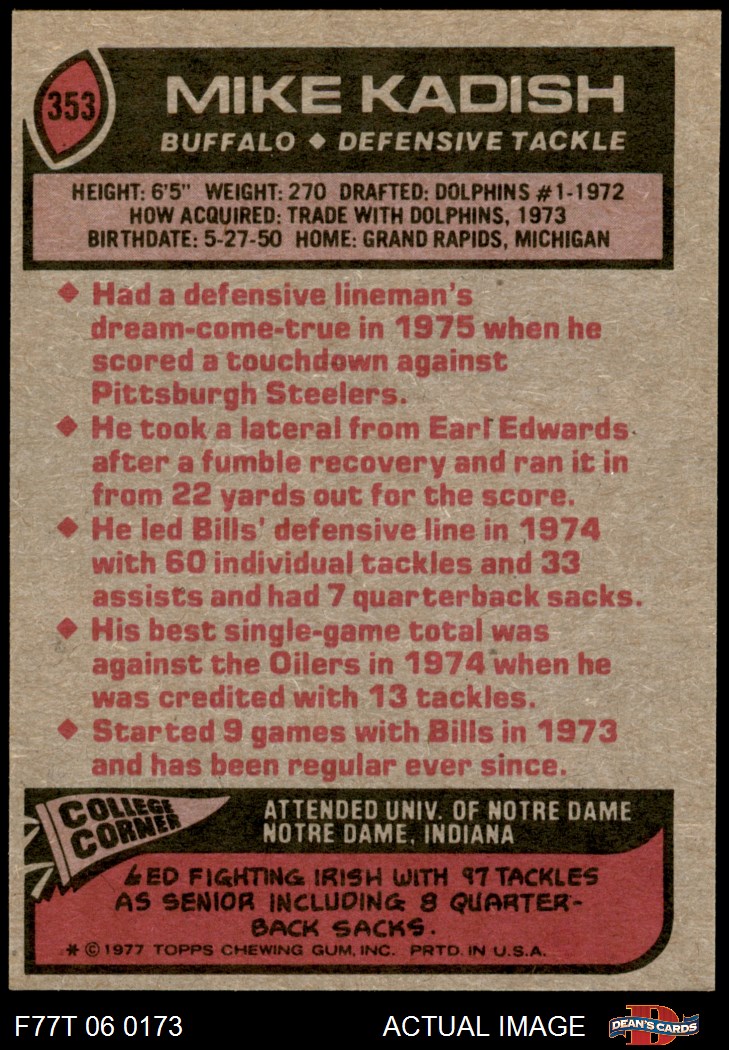 353
MIKE KADISH
BUFFALO ◆ DEFENSIVE TACKLE
HEIGHT: 6'5" WEIGHT: 270 DRAFTED: DOLPHINS #1-1972
HOW ACQUIRED: TRADE WITH DOLPHINS, 1973
BIRTHDATE: 5-27-50 HOME: GRAND RAPIDS, MICHIGAN
◆ Had a defensive lineman's
dream-come-true in 1975 when he
scored a touchdown against
Pittsburgh Steelers.
◆ He took a lateral from Earl Edwards
after a fumble recovery and ran it in
from 22 yards out for the score.
◆ He led Bills' defensive line in 1974
with 60 individual tackles and 33
assists and had 7 quarterback sacks.
◆ His best single-game total was
against the Oilers in 1974 when he
was credited with 13 tackles.
◆ Started 9 games with Bills in 1973
and has been regular ever since.
COLLEGE
CORNER
ATTENDED UNIV. OF NOTRE DAME
NOTRE DAME, INDIANA
LED FIGHTING IRISH WITH 97 TACKLES
AS SENIOR INCLUDING 8 QUARTER-
BACK SACKS.
* © 1977 TOPPS CHEWING GUM, INC. PRTD. IN U.S.A.
F77T 06 0173
ACTUAL IMAGE
D
DEAN'S CARDS